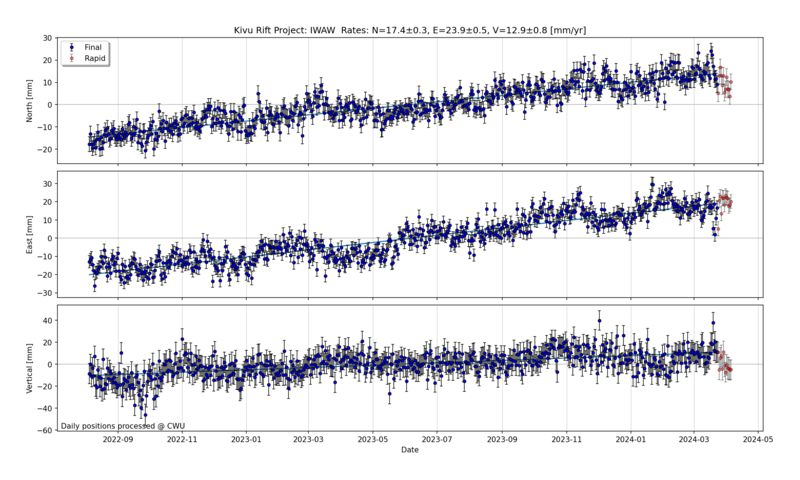 Kivu Rift Project: IWAW Rates: N=17.4±0.3, E=23.9±0.5, V=12.9±0.8 [mm/yr]
Final
Rapid
30
20
10
0
−10
−20
North [mm]
30
20
10
0
−10
−20
−30
East [mm]
40
20
0
−20
−40
−60
Vertical [mm]
Daily positions processed @ CWU
2022-09 2022-11 2023-01 2023-03 2023-05 2023-07 2023-09 2023-11 2024-01 2024-03 2024-05
Date